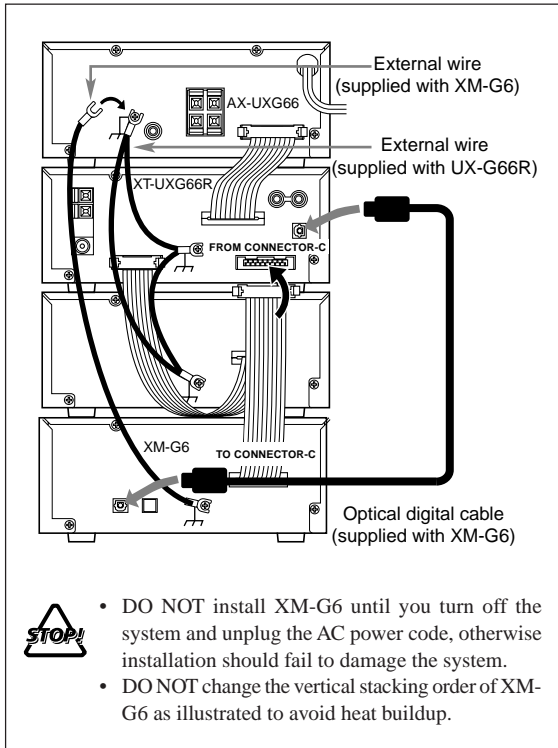 External wire
(supplied with XM-G6)
AX-UXG66
External wire
(supplied with UX-G66R)
XT-UXG66R
FROM CONNECTOR-C
XM-G6
TO CONNECTOR-C
Optical digital cable
(supplied with XM-G6)
STOP!
• DO NOT install XM-G6 until you turn off the
system and unplug the AC power code, otherwise
installation should fail to damage the system.
• DO NOT change the vertical stacking order of XM-
G6 as illustrated to avoid heat buildup.